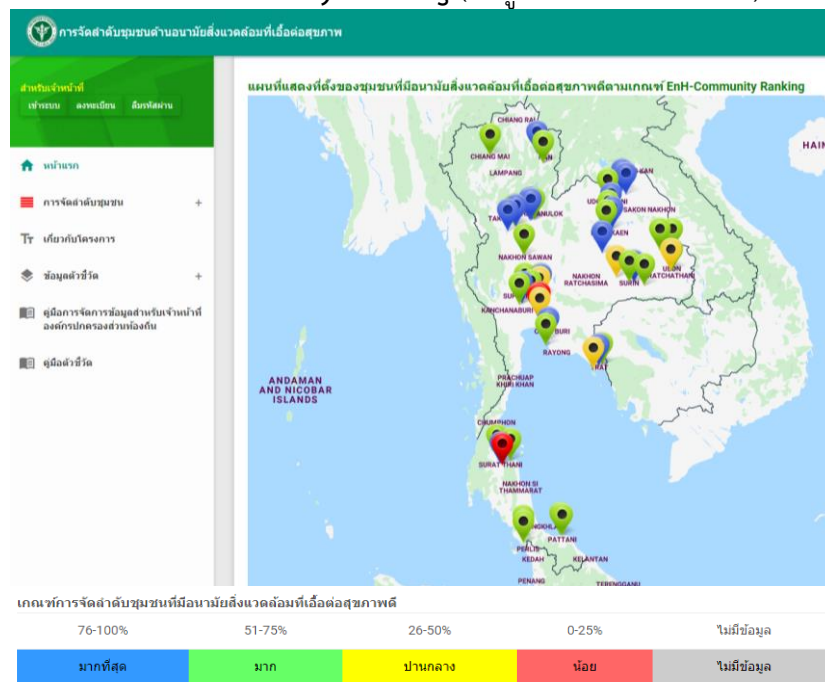 การจัดลำดับชุมชนด้านอนามัยสิ่งแวดล้อมที่เอื้อต่อสุขภาพ
สำหรับเจ้าหน้าที่
เข้าระบบ ลงทะเบียน ลืมรหัสผ่าน
หน้าแรก
การจัดลำดับชุมชน +
เกี่ยวกับโครงการ
ข้อมูลตัวชี้วัด +
คู่มือการจัดการข้อมูลสำหรับเจ้าหน้าที่
องค์กรปกครองส่วนท้องถิ่น
คู่มือตัวชี้วัด
แผนที่แสดงที่ตั้งของชุมชนที่มีอนามัยสิ่งแวดล้อมที่เอื้อต่อสุขภาพดีตามเกณฑ์ EnH-Community Ranking
CHIANG RAI
CHIANG MAI
LAMPANG
SAKON NAKHON
NAKHON SAWAN
NAKHON
RATCHASIMA
SURIN
KANCHANABURI
RAYONG
PRACHUAP
KHIRI KHAN
ANDAMAN
AND NICOBAR
ISLANDS
CHUMPHON
SURAT THANI
NAKHON SI
THAMMARAT
PATTANI
PERLIS
KEDAH
KELANTAN
PENANG
TERENGGANU
เกณฑ์การจัดลำดับชุมชนที่มีอนามัยสิ่งแวดล้อมที่เอื้อต่อสุขภาพดี
76-100% 51-75% 26-50% 0-25% ไม่มีข้อมูล
มากที่สุด มาก ปานกลาง น้อย ไม่มีข้อมูล